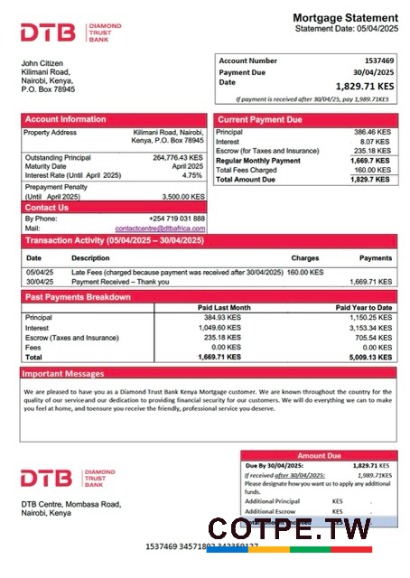 DTB DIAMOND TRUST BANK
Mortgage Statement
Statement Date: 05/04/2025
John Citizen
Kilimani Road,
Nairobi, Kenya,
P.O. Box 78945
Account Number 1537469
Payment Due Date 30/04/2025
1,829.71 KES
If payment is received after 30/04/25, pay 1,989.71KES
Account Information
Property Address Kilimani Road, Nairobi, Kenya, P.O. Box 78945
Outstanding Principal 264,776.43 KES
Maturity Date April 2025
Interest Rate (Until April 2025) 4.75%
Prepayment Penalty
(Until April 2025) 3,500.00 KES
Contact Us
By Phone: +254 719 031 888
Mail: contactcentre@dtbafrica.com
Current Payment Due
Principal 386.46 KES
Interest 8.07 KES
Escrow (for Taxes and Insurance) 235.18 KES
Regular Monthly Payment 1,669.7 KES
Total Fees Charged 160.00 KES
Total Amount Due 1,829.7 KES
Transaction Activity (05/04/2025 – 30/04/2025)
Date Description Charges Payments
05/04/25 Late Fees (charged because payment was received after 30/04/2025) 160.00 KES
30/04/25 Payment Received – Thank you 1,669.71 KES
Past Payments Breakdown
Paid Last Month Paid Year to Date
Principal 384.93 KES 1,150.25 KES
Interest 1,049.60 KES 3,153.34 KES
Escrow (Taxes and Insurance) 235.18 KES 705.54 KES
Fees 0.00 KES 0.00 KES
Total 1,669.71 KES 5,009.13 KES
Important Messages
We are pleased to have you as a Diamond Trust Bank Kenya Mortgage customer. We are known throughout the country for the
quality of our service and our dedication to providing financial security for our customers. We will do everything we can to make
you feel at home, and toensure you receive the friendly, professional service you deserve.
DTB DIAMOND TRUST BANK
DTB Centre, Mombasa Road,
Nairobi, Kenya
Amount Due
Due By 30/04/2025: 1,829.71 KES
If received after 30/04/2025: 1,989.71KES
Please designate how you want us to apply any additional
funds.
Additional Principal KES .
Additional Escrow KES .
COTPE.TW
1537469